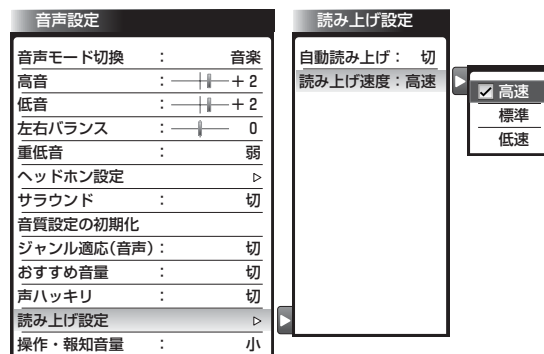 音声設定
音声モード切換 : 音楽
高音 : +2
低音 : +2
左右バランス : 0
重低音 : 弱
ヘッドホン設定
サラウンド : 切
音質設定の初期化
ジャンル適応(音声) : 切
おすすめ音量 : 切
声ハッキリ : 切
読み上げ設定
操作・報知音量 : 小
読み上げ設定
自動読み上げ : 切
読み上げ速度 : 高速
高速
標準
低速